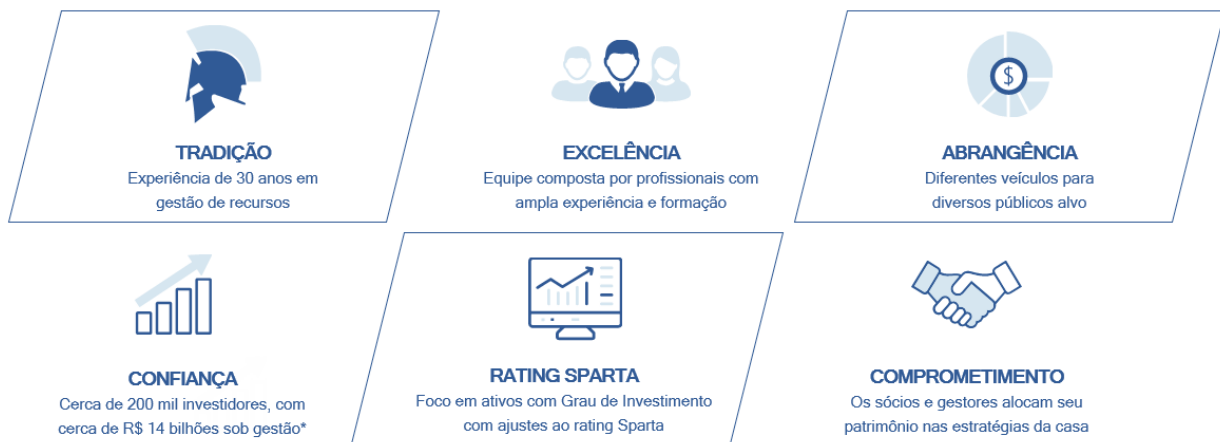 TRADIÇÃO
Experiência de 30 anos em
gestão de recursos
EXCELÊNCIA
Equipe composta por profissionais com
ampla experiência e formação
$
ABRANGÊNCIA
Diferentes veículos para
diversos públicos alvo
CONFIANÇA
Cerca de 200 mil investidores, com
cerca de R$ 14 bilhões sob gestão*
RATING SPARTA
Foco em ativos com Grau de Investimento
com ajustes ao rating Sparta
COMPROMETIMENTO
Os sócios e gestores alocam seu
patrimônio nas estratégias da casa